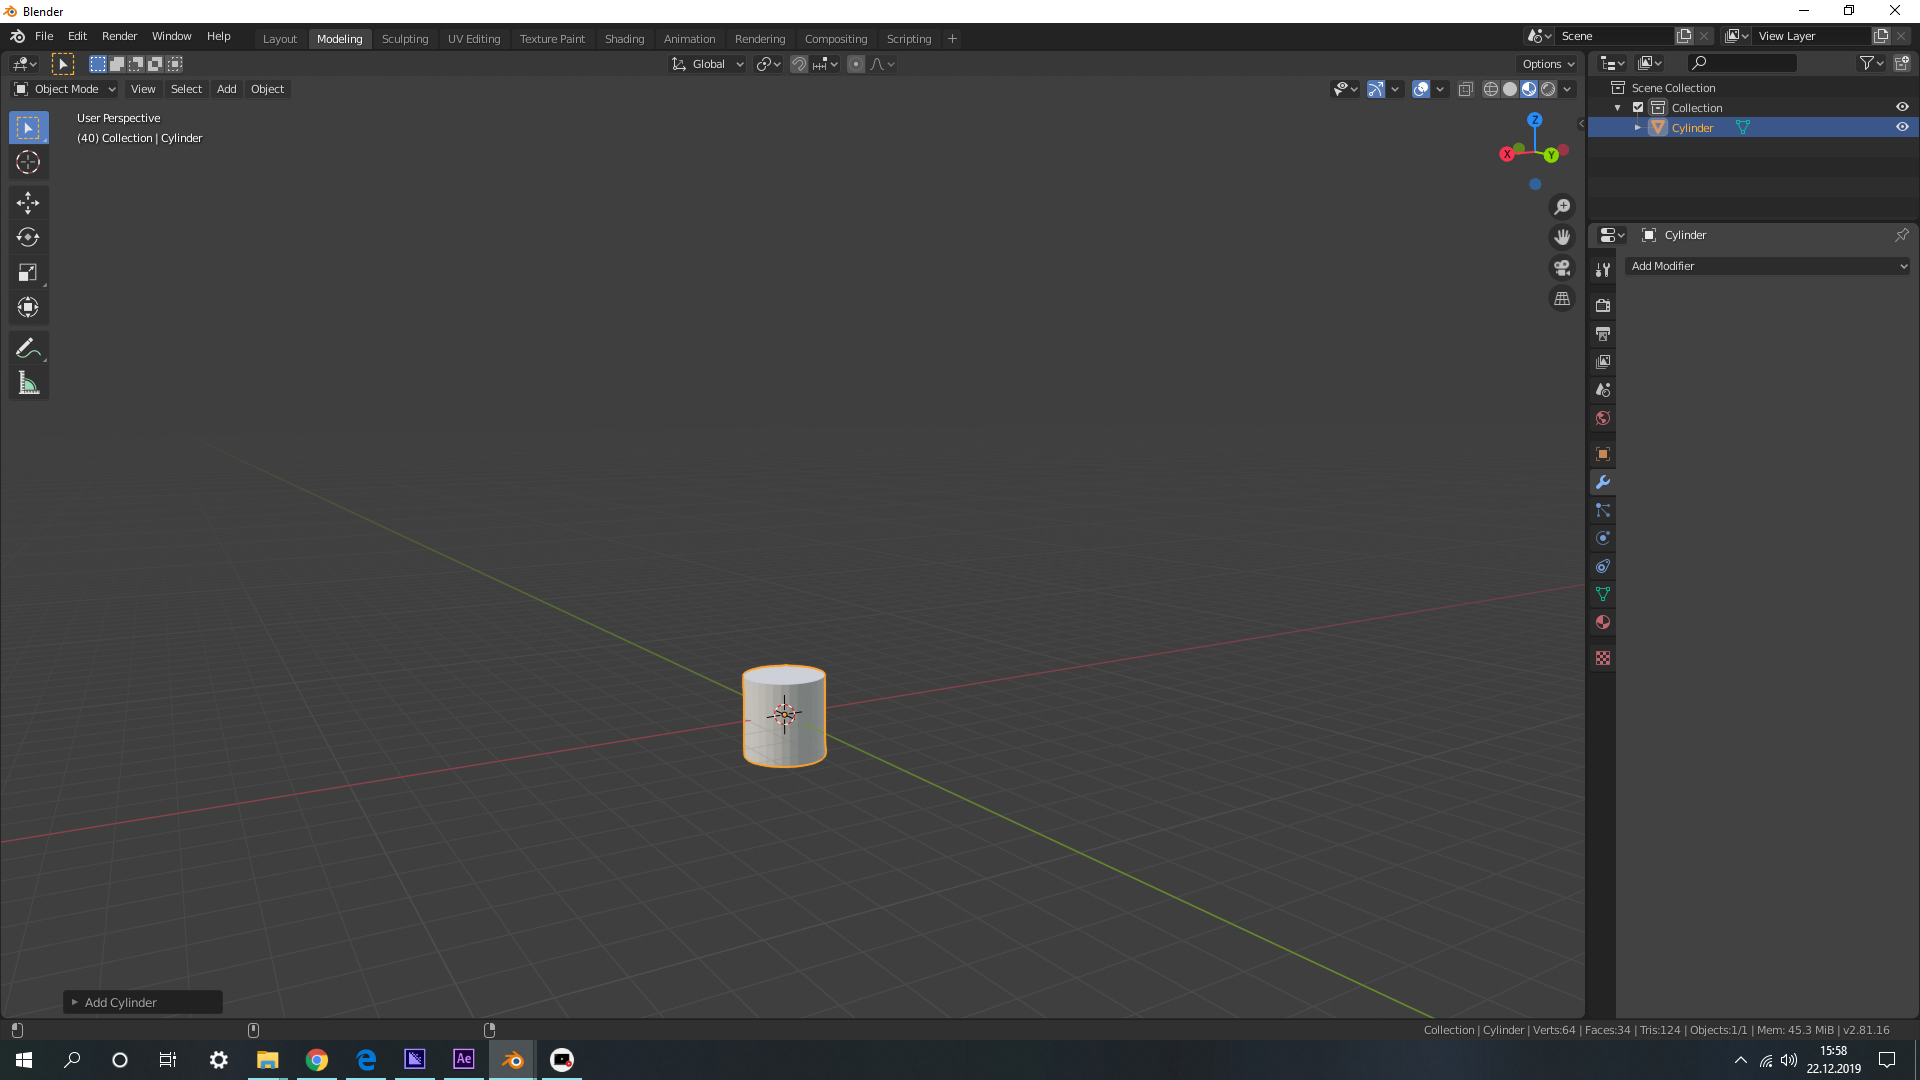 Blender
File Edit Render Window Help Layout Modeling Sculpting UV Editing Texture Paint Shading Animation Rendering Compositing Scripting + Scene View Layer
Global Options
Object Mode View Select Add Object
User Perspective
(40) Collection | Cylinder
Z
X
Y
Scene Collection
Collection
Cylinder
Cylinder
Add Modifier
Add Cylinder
Collection | Cylinder | Verts:64 | Faces:34 | Tris:124 | Objects:1/1 | Mem: 45.3 MiB | v2.81.16
Ae
15:58
22.12.2019